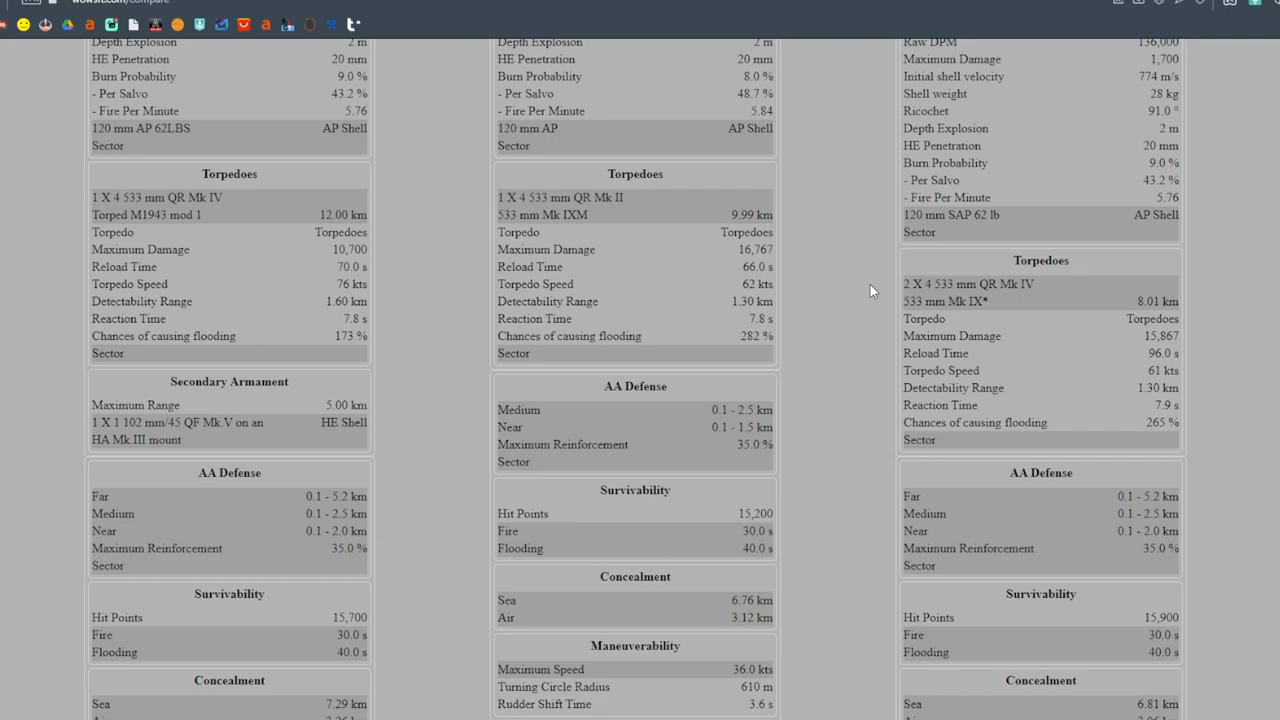 wowsft.com/compare
Depth Explosion 2 m
HE Penetration 20 mm
Burn Probability 9.0 %
- Per Salvo 43.2 %
- Fire Per Minute 5.76
120 mm AP 62LBS AP Shell
Sector
Torpedoes
1 X 4 533 mm QR Mk IV
Torped M1943 mod 1 12.00 km
Torpedo Torpedoes
Maximum Damage 10,700
Reload Time 70.0 s
Torpedo Speed 76 kts
Detectability Range 1.60 km
Reaction Time 7.8 s
Chances of causing flooding 173 %
Sector
Secondary Armament
Maximum Range 5.00 km
1 X 1 102 mm/45 QF Mk.V on an HE Shell
HA Mk.III mount
AA Defense
Far 0.1 - 5.2 km
Medium 0.1 - 2.5 km
Near 0.1 - 2.0 km
Maximum Reinforcement 35.0 %
Sector
Survivability
Hit Points 15,700
Fire 30.0 s
Flooding 40.0 s
Concealment
Sea 7.29 km
Depth Explosion 2 m
HE Penetration 20 mm
Burn Probability 8.0 %
- Per Salvo 48.7 %
- Fire Per Minute 5.84
120 mm AP AP Shell
Sector
Torpedoes
1 X 4 533 mm QR Mk II
533 mm Mk IXM 9.99 km
Torpedo Torpedoes
Maximum Damage 16,767
Reload Time 66.0 s
Torpedo Speed 62 kts
Detectability Range 1.30 km
Reaction Time 7.8 s
Chances of causing flooding 282 %
Sector
AA Defense
Medium 0.1 - 2.5 km
Near 0.1 - 1.5 km
Maximum Reinforcement 35.0 %
Sector
Survivability
Hit Points 15,200
Fire 30.0 s
Flooding 40.0 s
Concealment
Sea 6.76 km
Air 3.12 km
Maneuverability
Maximum Speed 36.0 kts
Turning Circle Radius 610 m
Rudder Shift Time 3.6 s
Raw DPM 136,000
Maximum Damage 1,700
Initial shell velocity 774 m/s
Shell weight 28 kg
Ricochet 91.0 °
Depth Explosion 2 m
HE Penetration 20 mm
Burn Probability 9.0 %
- Per Salvo 43.2 %
- Fire Per Minute 5.76
120 mm SAP 62 lb AP Shell
Sector
Torpedoes
2 X 4 533 mm QR Mk IV
533 mm Mk IX* 8.01 km
Torpedo Torpedoes
Maximum Damage 15,867
Reload Time 96.0 s
Torpedo Speed 61 kts
Detectability Range 1.30 km
Reaction Time 7.9 s
Chances of causing flooding 265 %
Sector
AA Defense
Far 0.1 - 5.2 km
Medium 0.1 - 2.5 km
Near 0.1 - 2.0 km
Maximum Reinforcement 35.0 %
Sector
Survivability
Hit Points 15,900
Fire 30.0 s
Flooding 40.0 s
Concealment
Sea 6.81 km